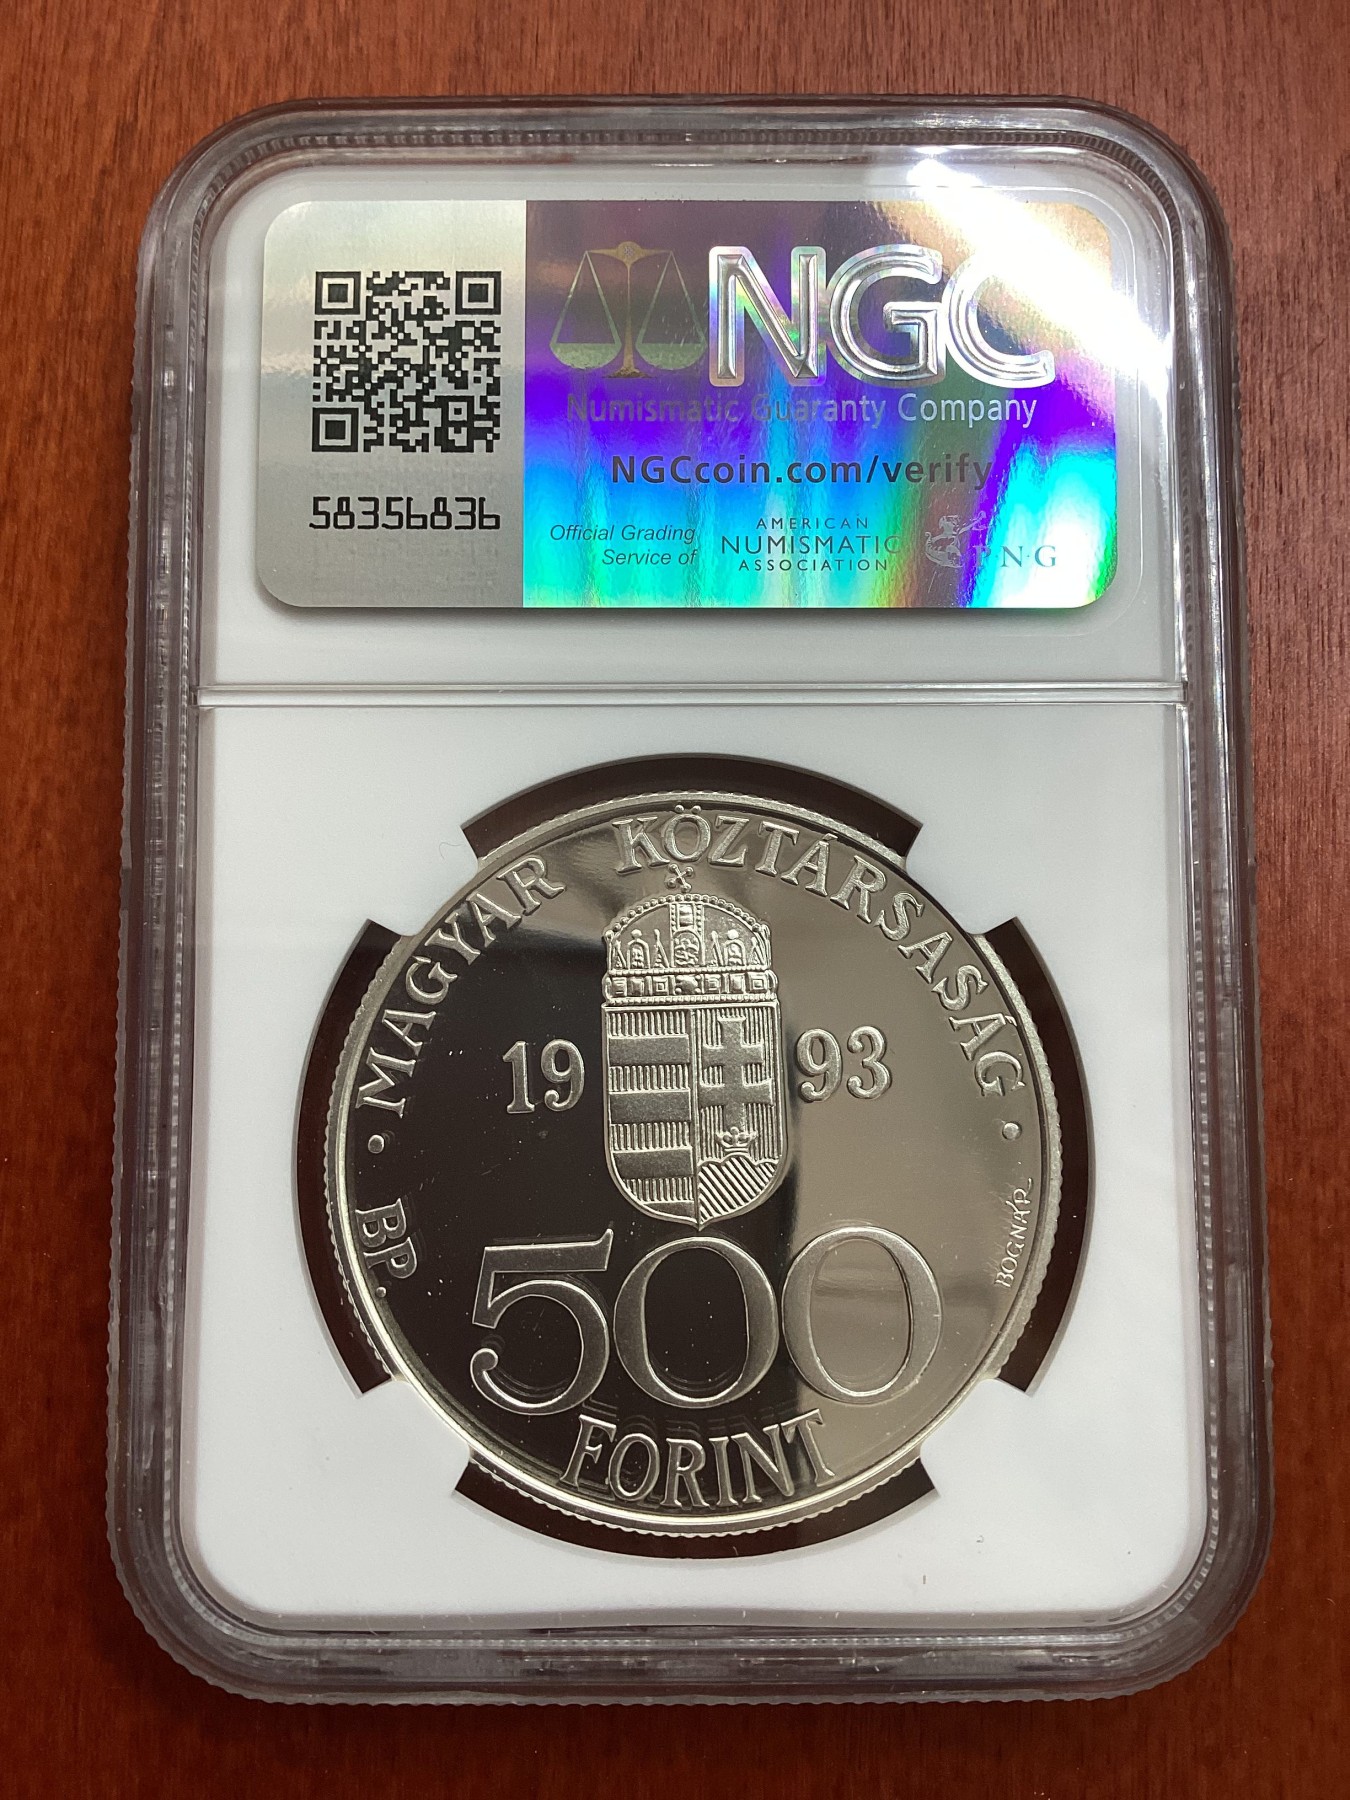 NGC
Numismatic Guaranty Company
NGCcoin.com/verify
58356836
Official Grading
Service of
AMERICAN
NUMISMATIC
ASSOCIATION
P·N·G
· MAGYAR KÖZTÁRSASÁG ·
19 93
BP.
BOGNÁR
500
FORINT